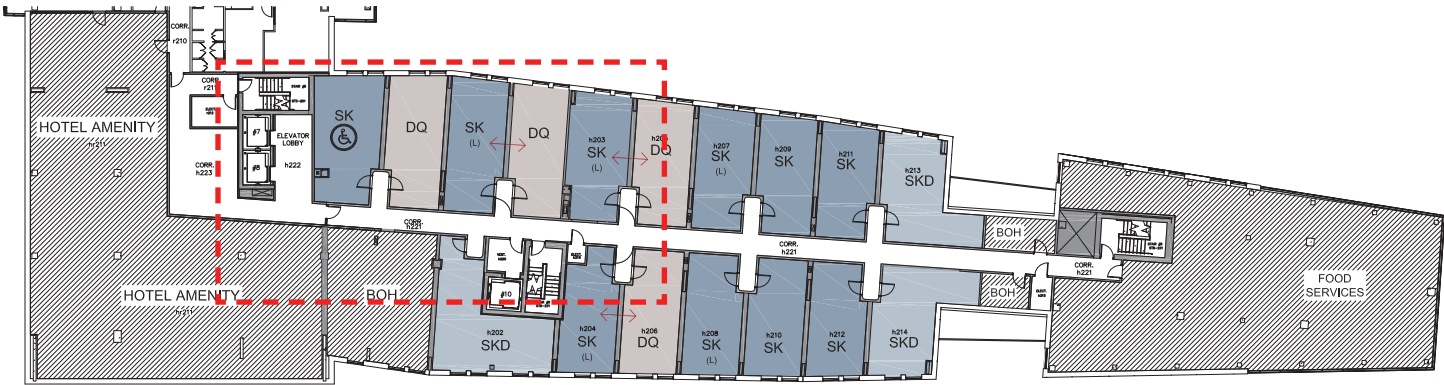 CORR.
r210
CORR.
r211
HOTEL AMENITY
hr211
#7
#8
ELEVATOR
LOBBY
h222
CORR.
h223
SK
DQ
SK
(L)
DQ
h203
SK
(L)
DQ
h207
SK
(L)
h209
SK
h211
SK
h213
SKD
CORR.
h221
CORR.
h221
CORR.
h221
BOH
HOTEL AMENITY
hr211
BOH
#10
h202
SKD
h204
SK
(L)
h206
DQ
h208
SK
(L)
h210
SK
h212
SK
h214
SKD
BOH
FOOD
SERVICES